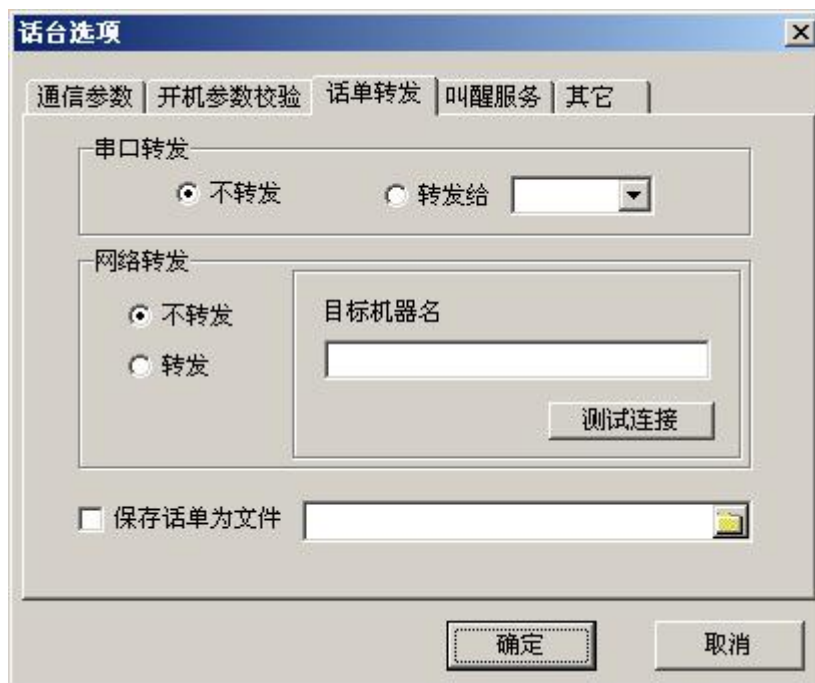 话台选项
通信参数 开机参数校验 话单转发 叫醒服务 其它
串口转发
不转发 转发给
网络转发
不转发
转发
目标机器名
测试连接
保存话单为文件
确定 取消